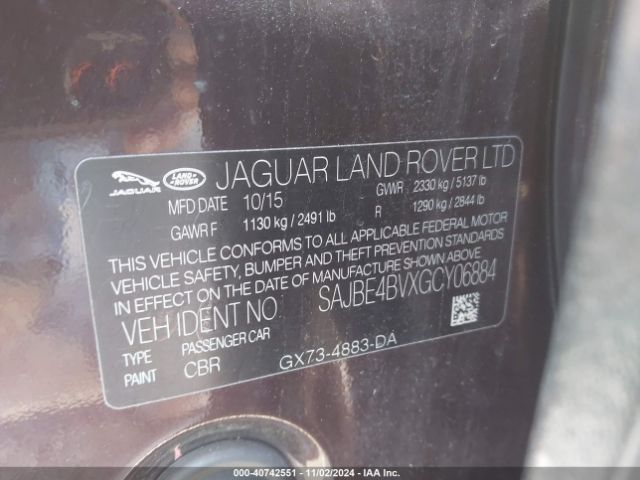 JAGUAR LAND- ROVER JAGUAR LAND ROVER LTD
MFD DATE 10/15 GVWR 2330 kg / 5137 lb
GAWR F 1130 kg / 2491 lb R 1290 kg / 2844 lb
THIS VEHICLE CONFORMS TO ALL APPLICABLE FEDERAL MOTOR
VEHICLE SAFETY, BUMPER AND THEFT PREVENTION STANDARDS
IN EFFECT ON THE DATE OF MANUFACTURE SHOWN ABOVE
VEH IDENT NO SAJBE4BVXGCY06884
TYPE PASSENGER CAR
PAINT CBR GX73-4883-DA
000-40742551 - 11/02/2024 - IAA Inc.